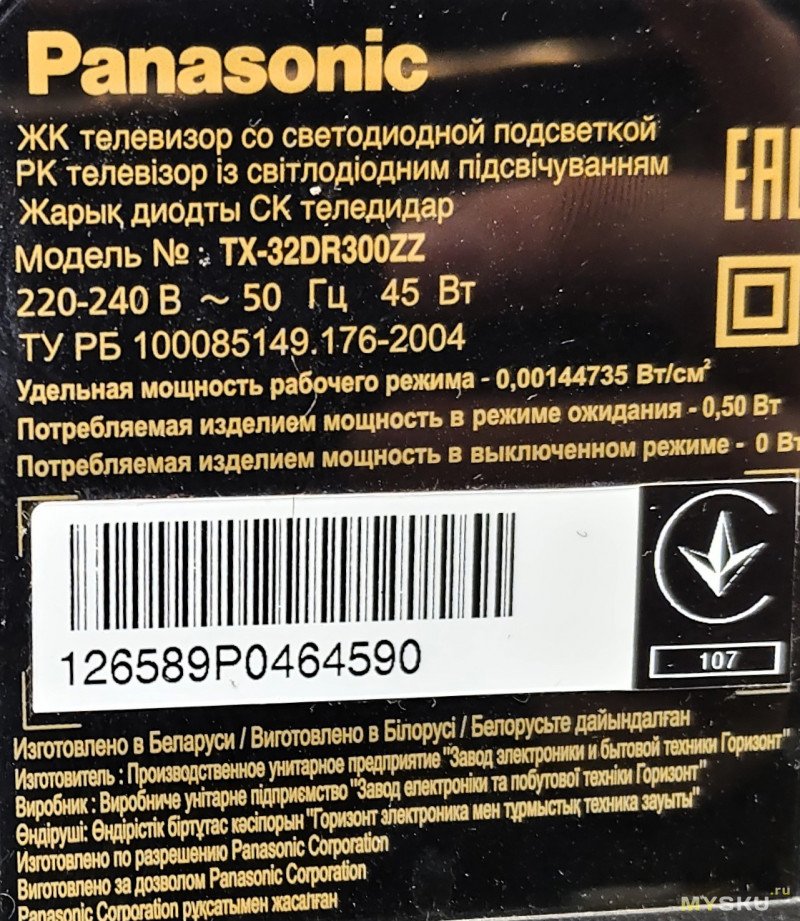 Panasonic
ЖК телевизор со светодиодной подсветкой
РК телевізор із світлодіодним підсвічуванням
Жарық диодты СК теледидар
EAC
Модель № : TX-32DR300ZZ
220-240 В ~ 50 Гц 45 Вт
ТУ РБ 100085149.176-2004
Удельная мощность рабочего режима - 0,00144735 Вт/см²
Потребляемая изделием мощность в режиме ожидания - 0,50 Вт
Потребляемая изделием мощность в выключенном режиме - 0 Вт
126589P0464590
107
Изготовлено в Беларуси / Виготовлено в Білорусі / Белорусьте дайындалған
Изготовитель : Производственное унитарное предприятие "Завод электроники и бытовой техники Горизонт"
Виробник : Виробниче унітарне підприємство "Завод електроніки та побутової техніки Горизонт"
Өндіруші: Өндірістік біртұтас кәсіпорын "Горизонт электроника мен тұрмыстық техника зауыты"
Изготовлено по разрешению Panasonic Corporation
Виготовлено за дозволом Panasonic Corporation
Panasonic Corporation рұқсатымен жасалған
MYSKU.ru